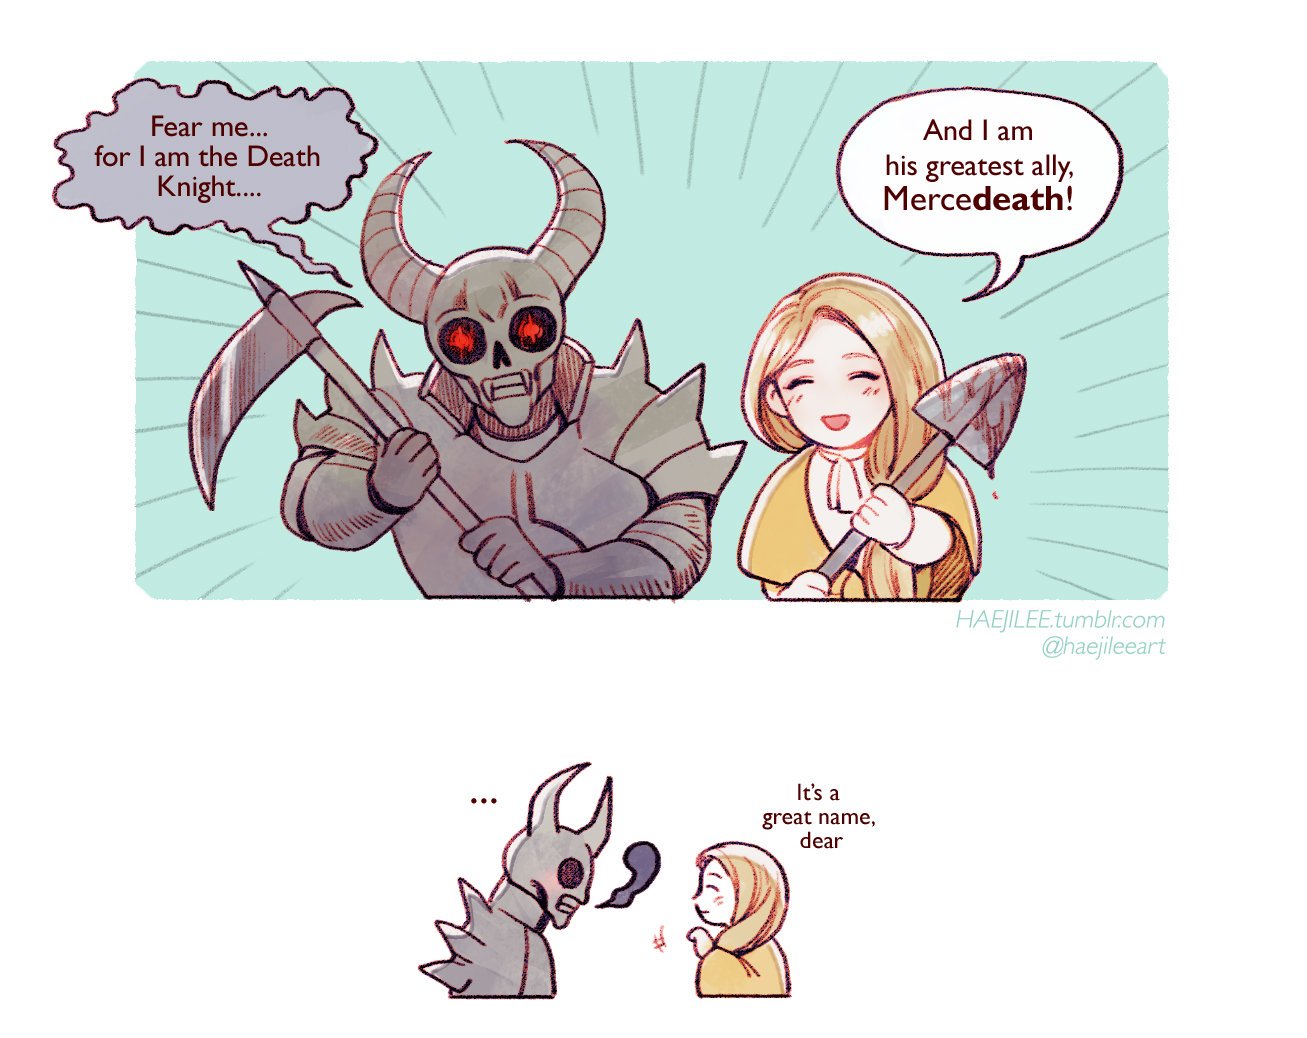 Fear me...
for I am the Death
Knight....
And I am
his greatest ally,
Mercedeath!
HAEJILEE.tumblr.com
@haejileeart
...
It's a
great name,
dear